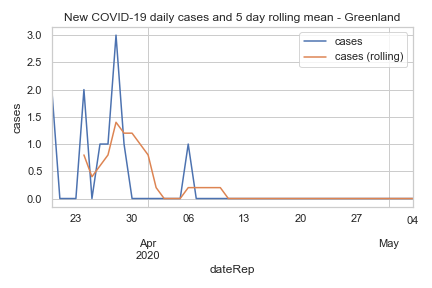 New COVID-19 daily cases and 5 day rolling mean - Greenland
cases
cases (rolling)
3.0
2.5
2.0
1.5
1.0
0.5
0.0
cases
23 30 06 13 20 27 04
Apr May
2020
dateRep